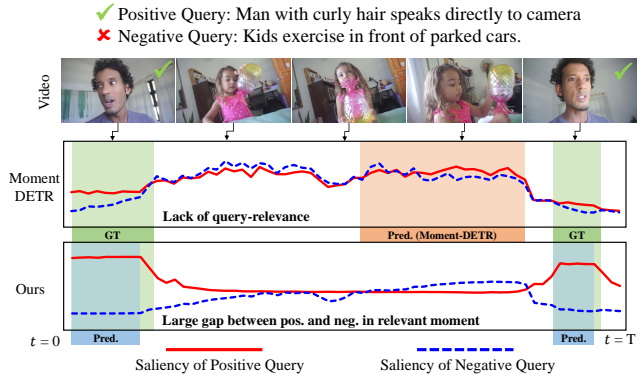 ✓ Positive Query: Man with curly hair speaks directly to camera
✘ Negative Query: Kids exercise in front of parked cars.
Video
Moment
DETR
Lack of query-relevance
GT
Pred. (Moment-DETR)
GT
Ours
Large gap between pos. and neg. in relevant moment
t = 0
Pred.
Pred.
t = T
Saliency of Positive Query
Saliency of Negative Query